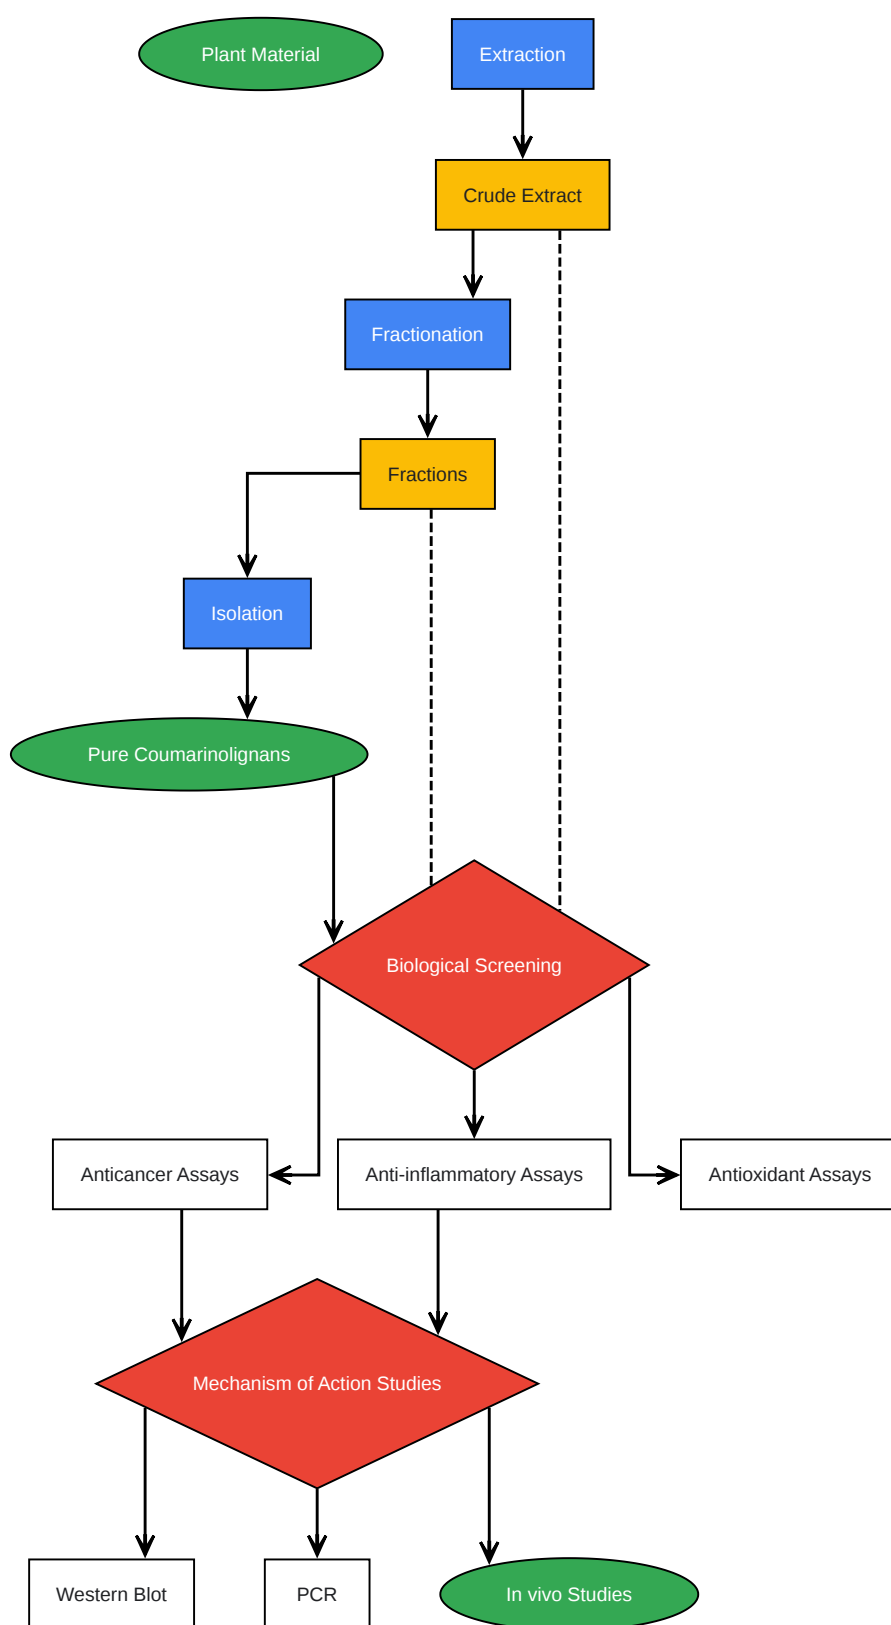 Plant Material
Extraction
Crude Extract
Fractionation
Fractions
Isolation
Pure Coumarinolignans
Biological Screening
Anticancer Assays
Anti-inflammatory Assays
Antioxidant Assays
Mechanism of Action Studies
Western Blot
PCR
In vivo Studies